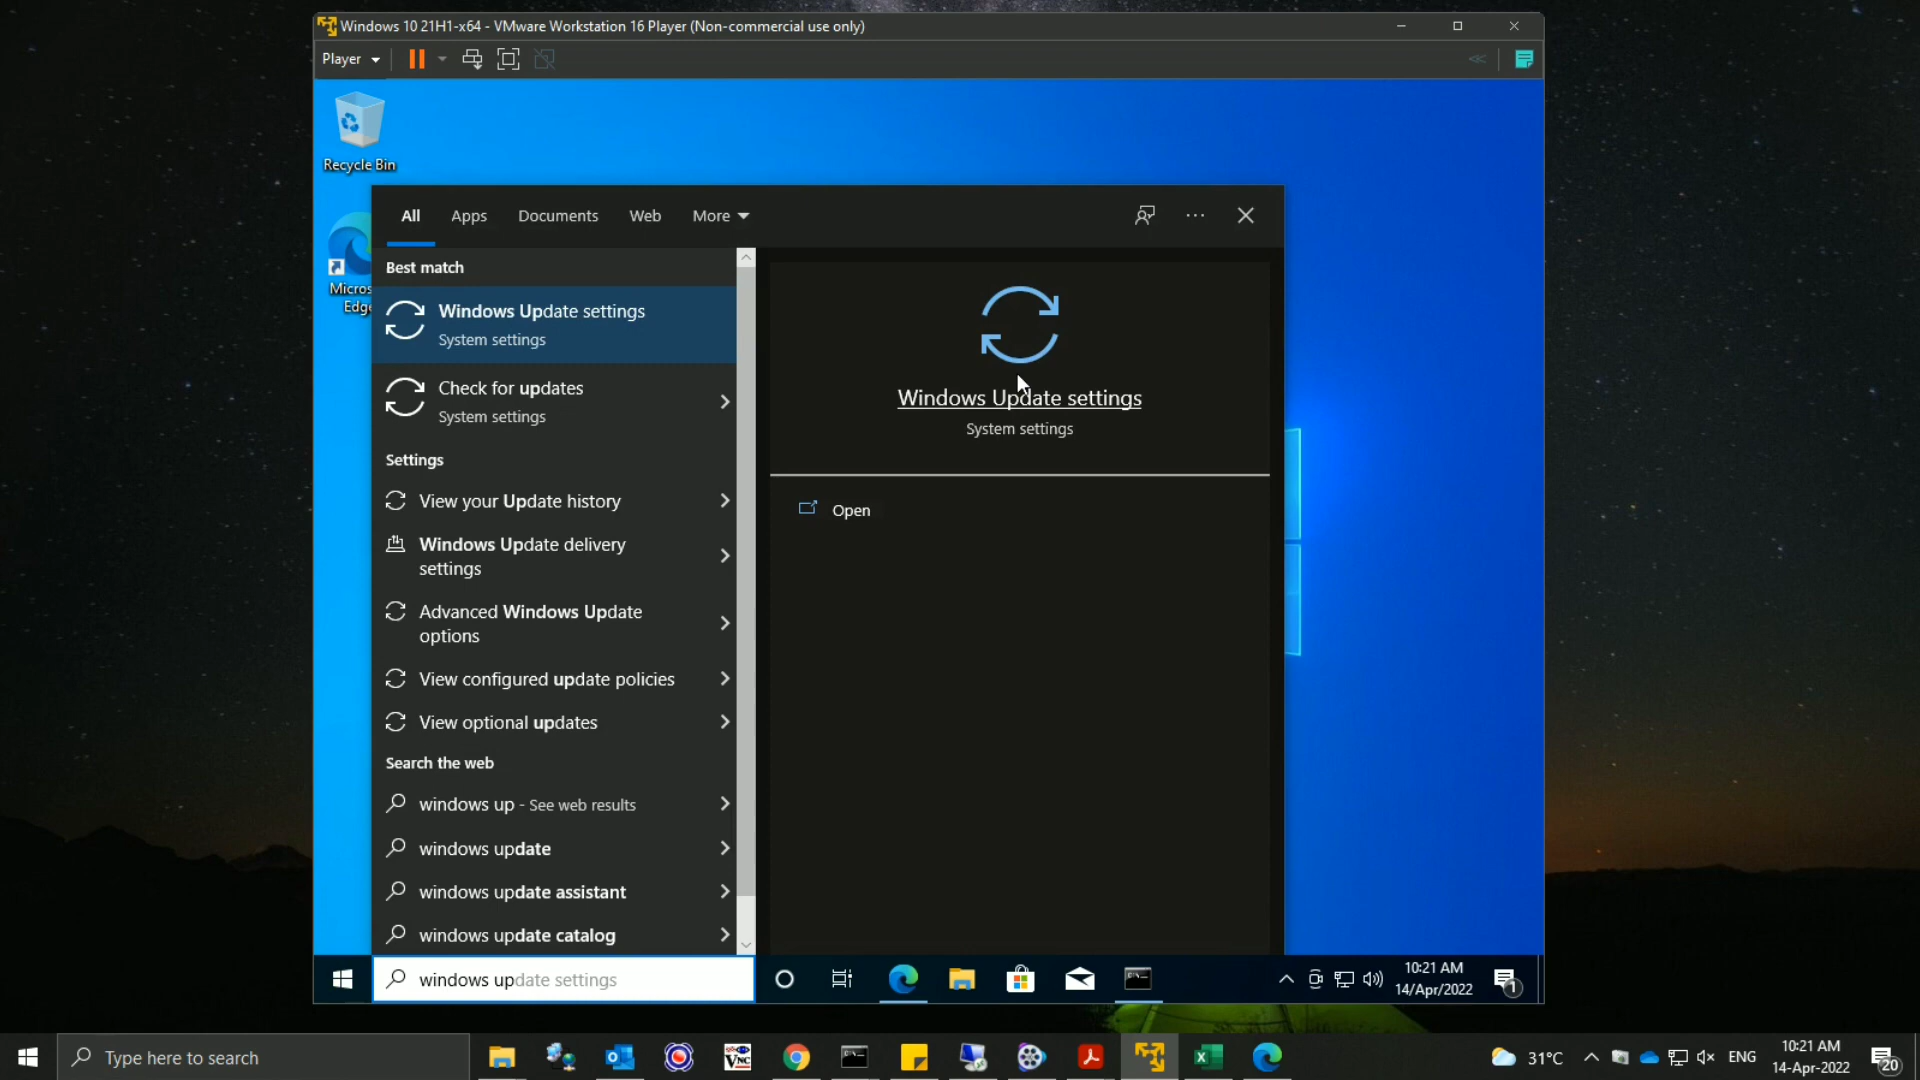 Windows 10 21H1-x64 - VMware Workstation 16 Player (Non-commercial use only)
Player
Recycle Bin
Micros
Edge
All
Apps
Documents
Web
More
Best match
Windows Update settings
System settings
Check for updates
System settings
Settings
View your Update history
Windows Update delivery
settings
Advanced Windows Update
options
View configured update policies
View optional updates
Search the web
windows up - See web results
windows update
windows update assistant
windows update catalog
Windows Update settings
System settings
Open
windows update settings
10:21 AM
14/Apr/2022
1
Type here to search
VNC
31°C
ENG
10:21 AM
14-Apr-2022
20